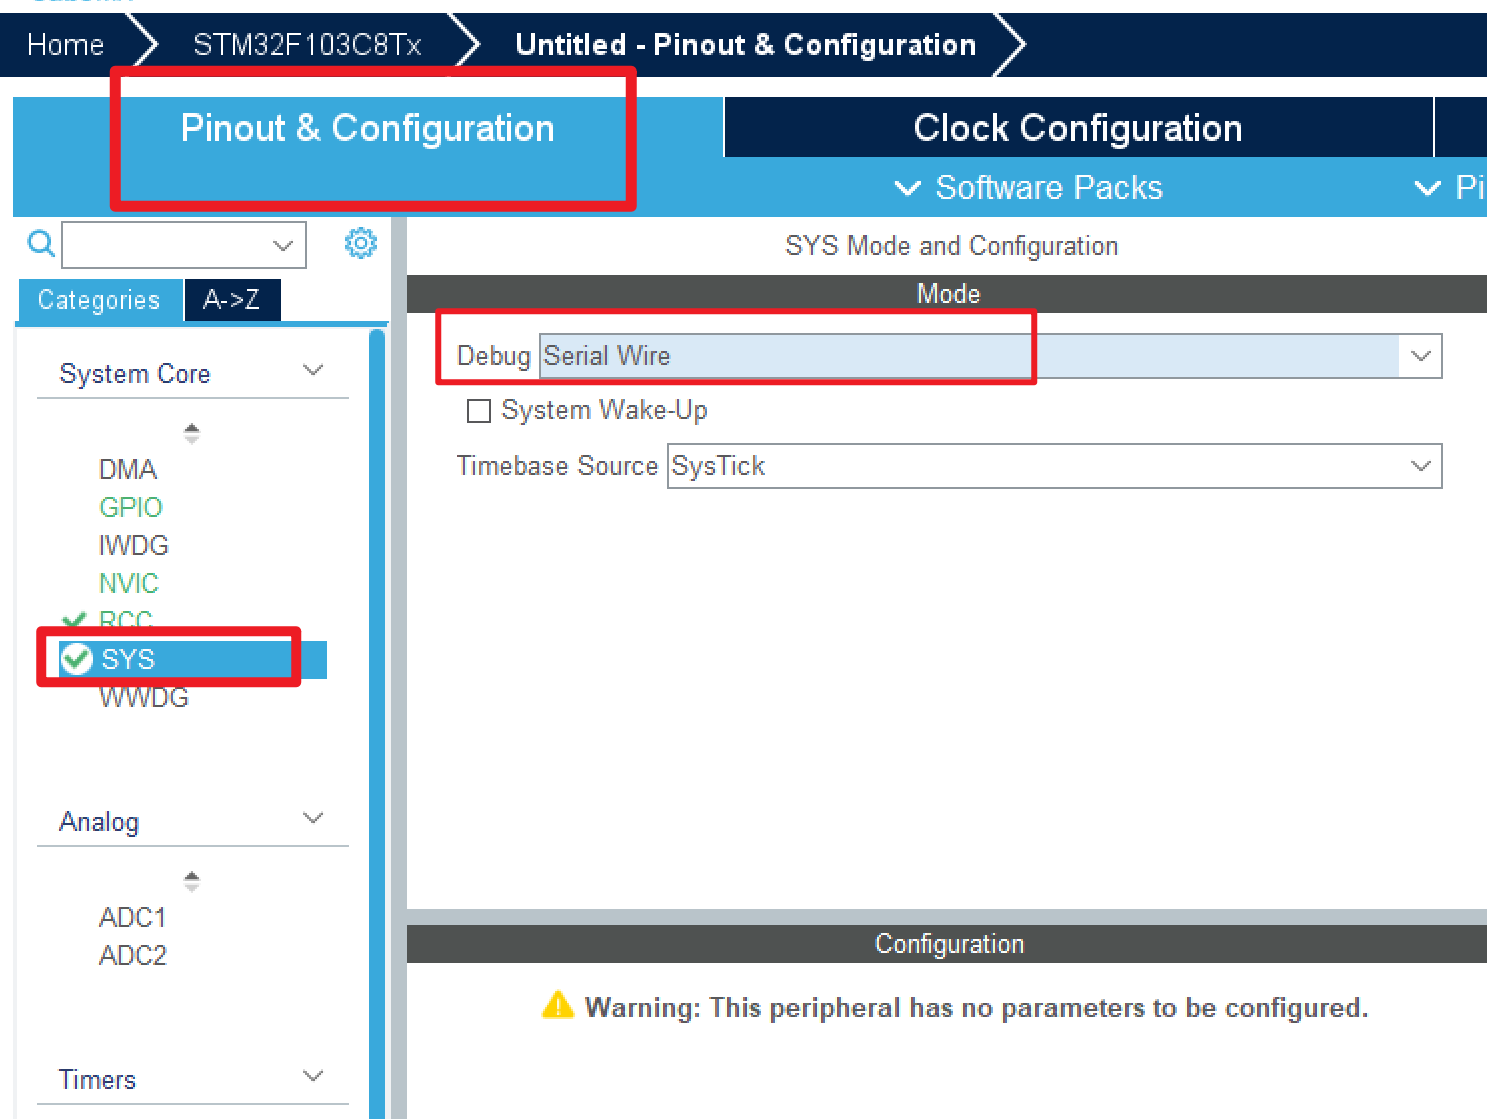 Home
STM32F103C8Tx
Untitled - Pinout & Configuration
Pinout & Configuration
Clock Configuration
Software Packs
Pi
SYS Mode and Configuration
Categories
A->Z
Mode
Debug Serial Wire
System Wake-Up
Timebase Source SysTick
System Core
DMA
GPIO
IWDG
NVIC
RCC
SYS
WWDG
Analog
ADC1
ADC2
Timers
Configuration
Warning: This peripheral has no parameters to be configured.